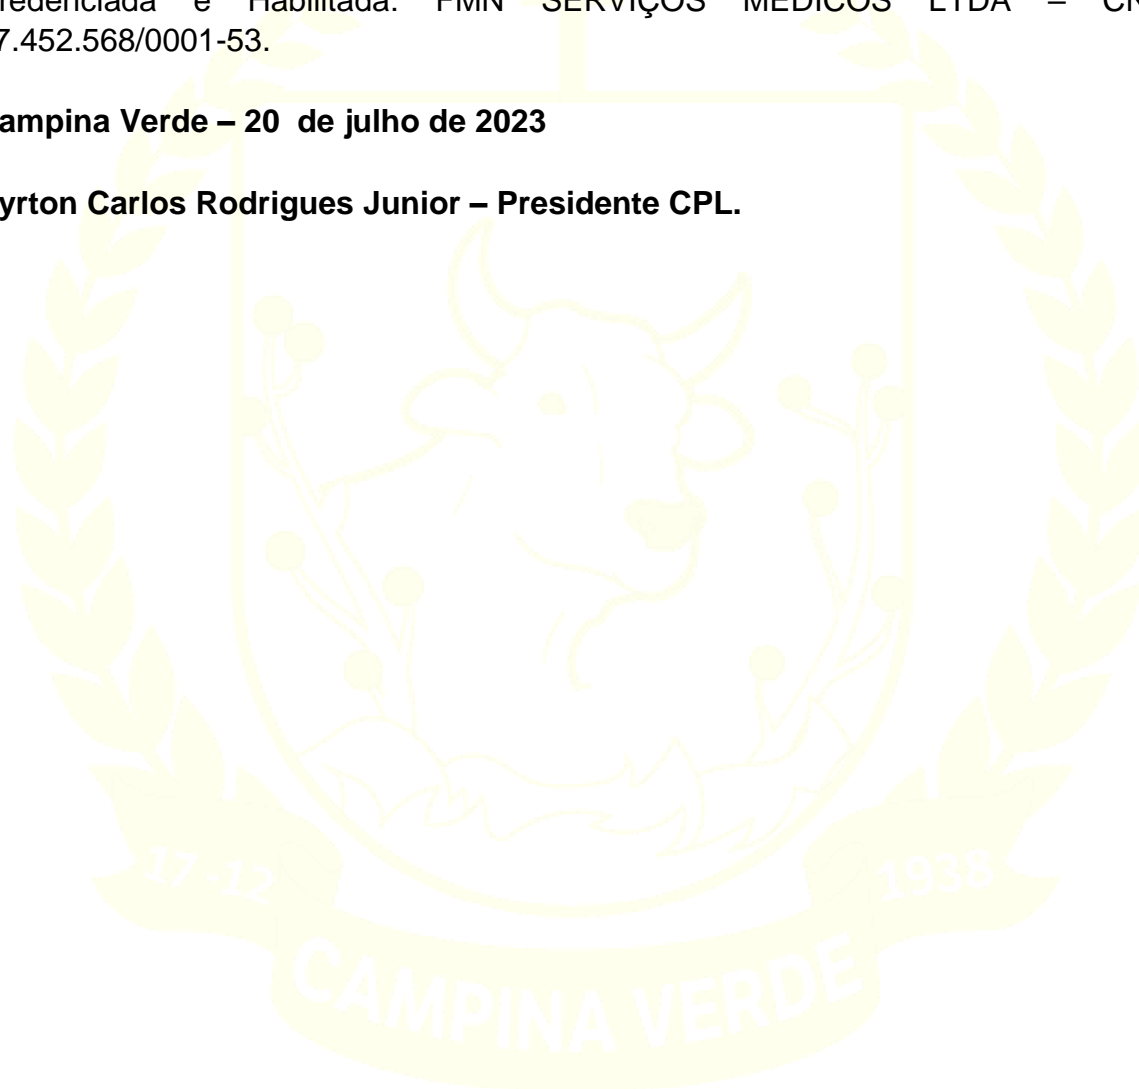 redenciada e Habilitada: FMN SERVIÇOS MEDICOS LTDA – CN
7.452.568/0001-53.
ampina Verde – 20 de julho de 2023
yrton Carlos Rodrigues Junior – Presidente CPL.
17-12
1938
CAMPINA VERDE